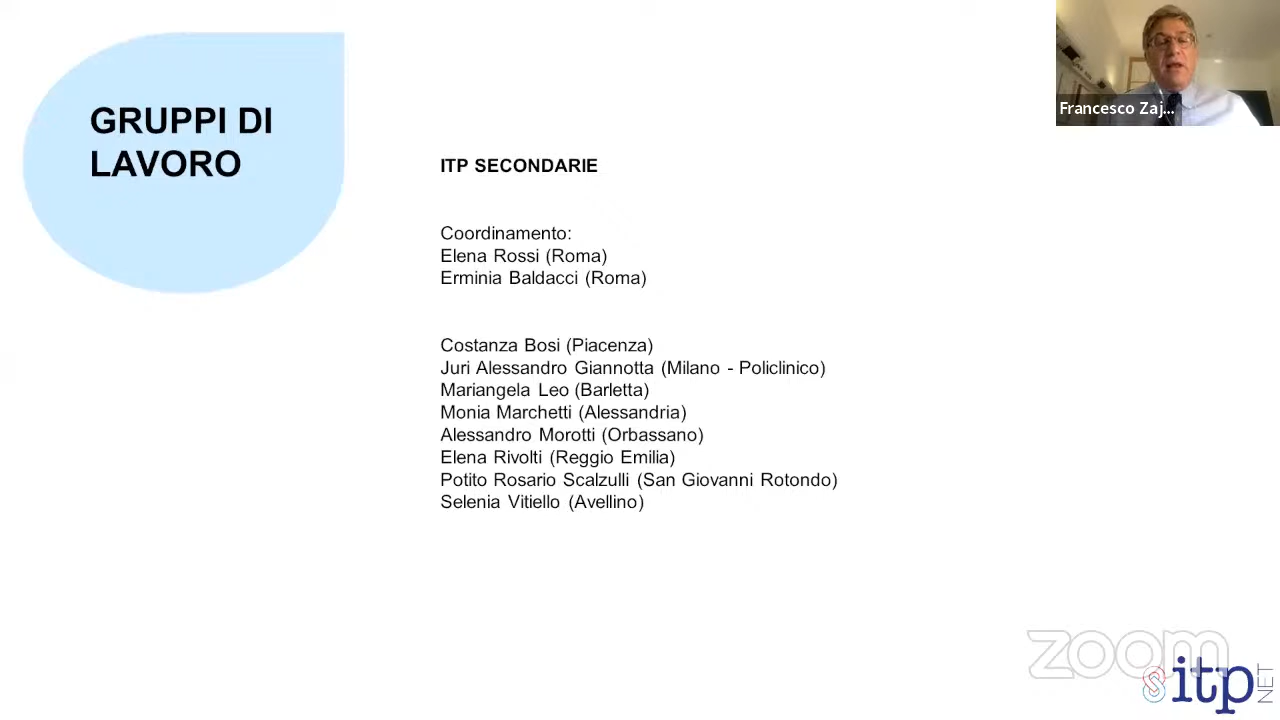 GRUPPI DI
LAVORO
Francesco Zaj...
ITP SECONDARIE
Coordinamento:
Elena Rossi (Roma)
Erminia Baldacci (Roma)
Costanza Bosi (Piacenza)
Juri Alessandro Giannotta (Milano - Policlinico)
Mariangela Leo (Barletta)
Monia Marchetti (Alessandria)
Alessandro Morotti (Orbassano)
Elena Rivolti (Reggio Emilia)
Potito Rosario Scalzulli (San Giovanni Rotondo)
Selenia Vitiello (Avellino)
zoom
itp NET